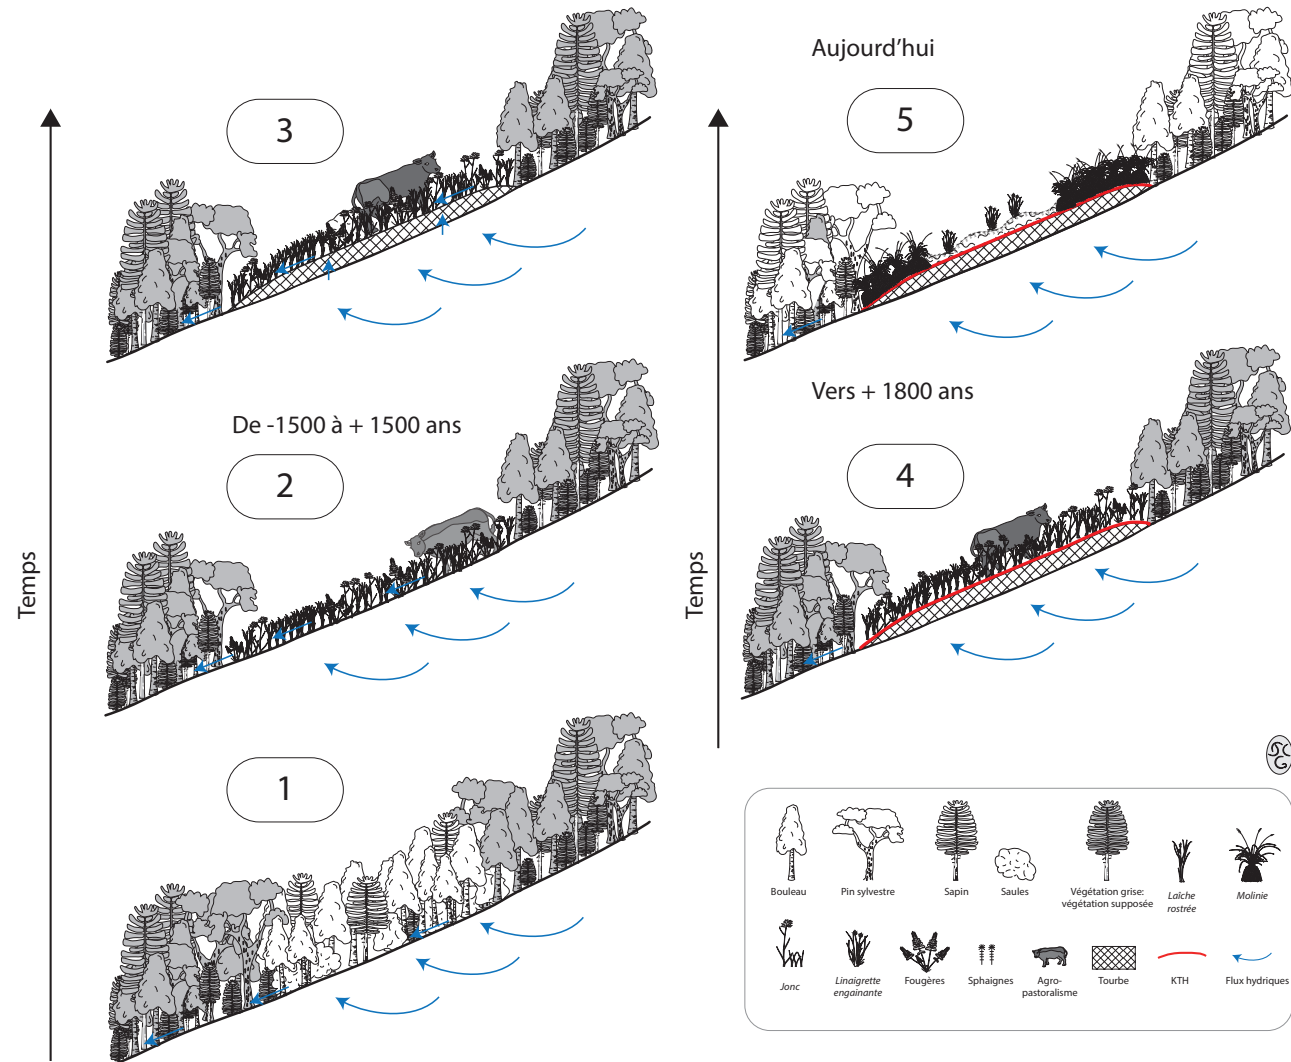 Aujourd'hui
3
5
De -1500 à + 1500 ans
Vers + 1800 ans
2
4
Temps
Temps
1
Bouleau
Pin sylvestre
Sapin
Saules
Végétation grise:
végétation supposée
Laîche
rostrée
Molinie
Jonc
Linaigrette
engainante
Fougères
Sphaignes
Agro-
pastoralisme
Tourbe
KTH
Flux hydriques